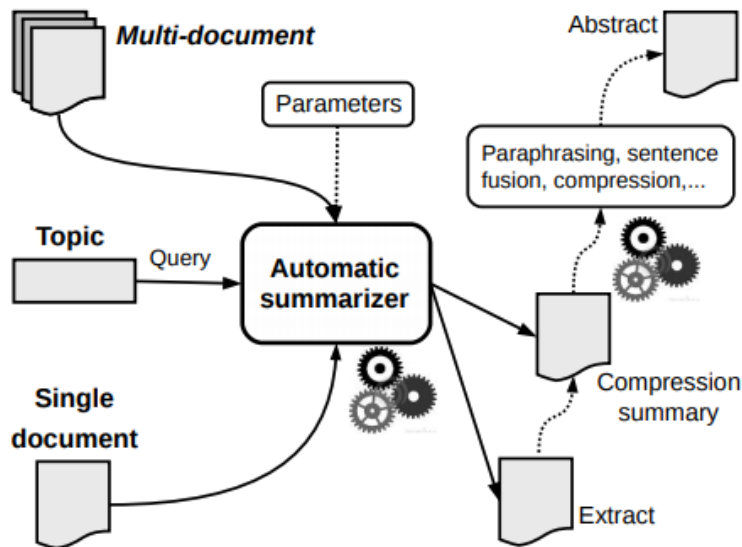 Multi-document
Abstract
Parameters
Paraphrasing, sentence
fusion, compression,...
Topic
Query
Automatic
summarizer
Single
document
Compression
summary
Extract